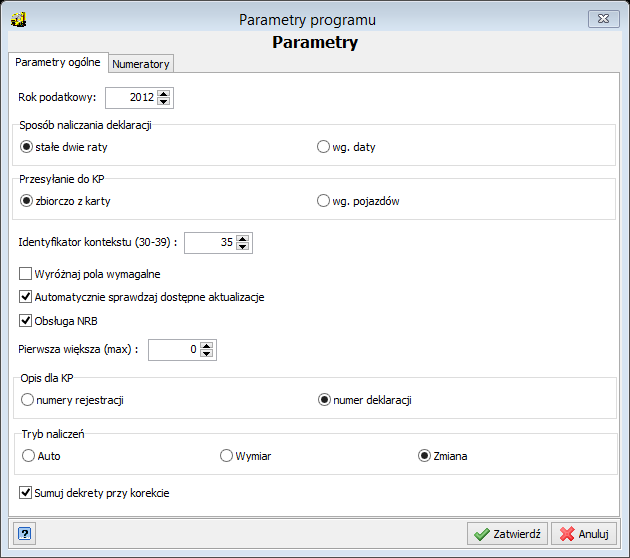 Parametry programu
Parametry
Parametry ogólne Numeratory
Rok podatkowy: 2012
Sposób naliczania deklaracji
stałe dwie raty wg. daty
Przesyłanie do KP
zbiorczo z karty wg. pojazdów
Identyfikator kontekstu (30-39) : 35
Wyróżnaj pola wymagalne
Automatycznie sprawdzaj dostępne aktualizacje
Obsługa NRB
Pierwsza większa (max) : 0
Opis dla KP
numery rejestracji numer deklaracji
Tryb naliczeń
Auto Wymiar Zmiana
Sumuj dekrety przy korekcie
? Zatwierdź Anuluj